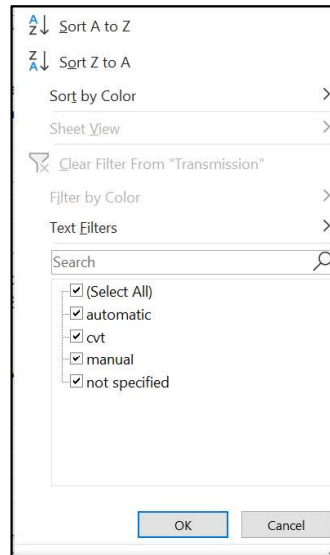 Sort A to Z
Sort Z to A
Sort by Color
Sheet View
Clear Filter From "Transmission"
Filter by Color
Text Filters
Search
(Select All)
automatic
cvt
manual
not specified
OK
Cancel